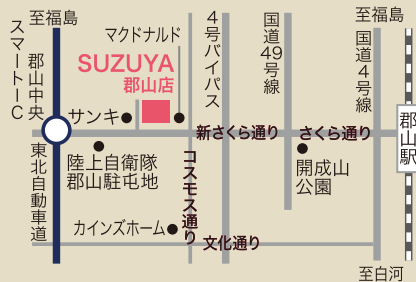 至福島
スマートIC
郡山中央
東北自動車道
マクドナルド
SUZUYA
郡山店
サンキ
陸上自衛隊
郡山駐屯地
カインズホーム
コスモス通り
4号バイパス
新さくら通り
文化通り
国道49号線
さくら通り
開成山
公園
至福島
国道4号線
郡山駅
至白河